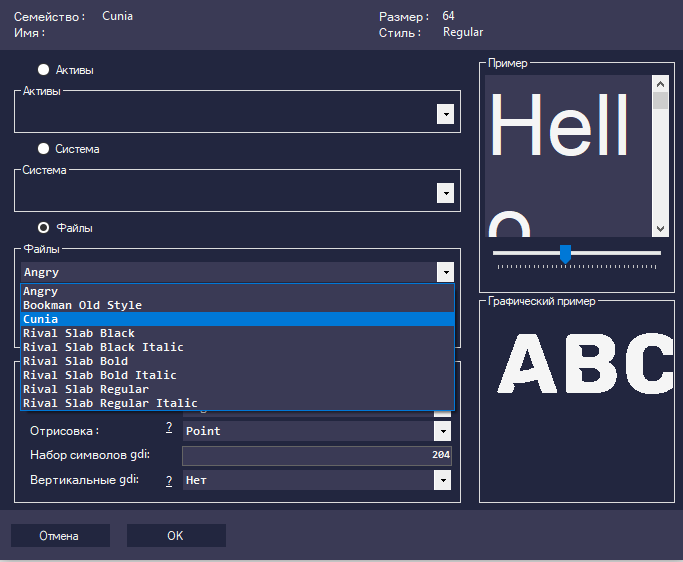 Семейство : Cunia Размер : 64
Имя : Стиль : Regular
Активы
Активы
Система
Система
Файлы
Файлы
Angry
Angry
Bookman Old Style
Cunia
Rival Slab Black
Rival Slab Black Italic
Rival Slab Bold
Rival Slab Bold Italic
Rival Slab Regular
Rival Slab Regular Italic
Отрисовка : ? Point
Набор символов gdi: 204
Вертикальные gdi: ? Нет
Пример
Hell
o
Графический пример
ABC
Отмена OK